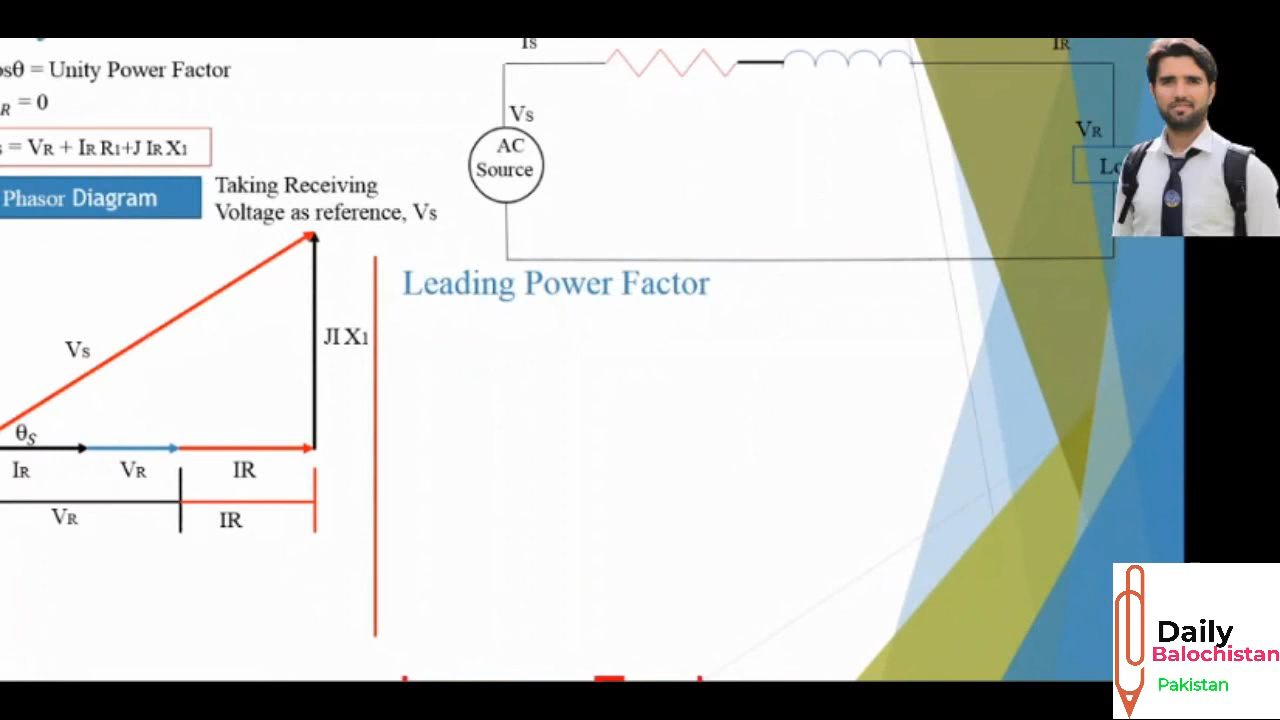 osθ = Unity Power Factor
R = 0
s = VR + IR R1+J IR X1
Phasor Diagram
Taking Receiving
Voltage as reference, Vs
Vs
JI X1
θS
IR
VR
IR
VR
IR
Is
IR
Vs
AC
Source
VR
Lo
Leading Power Factor
Daily
Balochistan
Pakistan